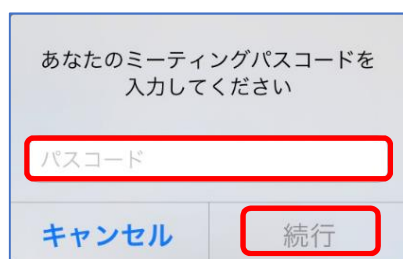 あなたのミーティングパスコードを
入力してください
パスコード
キャンセル
続行